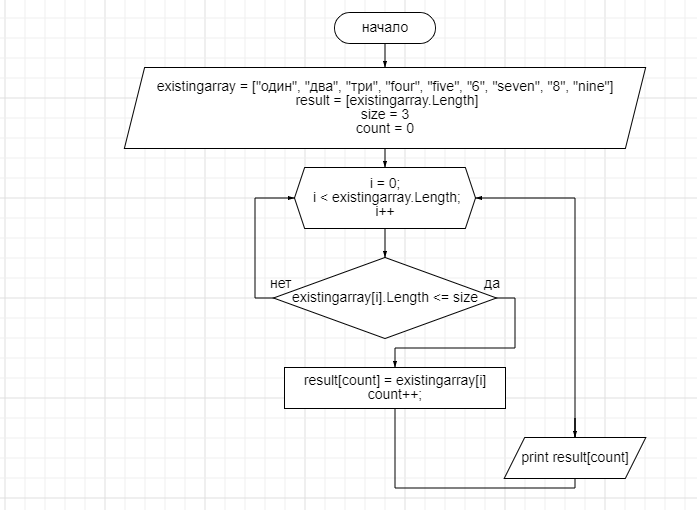 начало
existingarray = ["один", "два", "три", "four", "five", "6", "seven", "8", "nine"]
result = [existingarray.Length]
size = 3
count = 0
i = 0;
i < existingarray.Length;
i++
нет
да
existingarray[i].Length <= size
result[count] = existingarray[i]
count++;
print result[count]